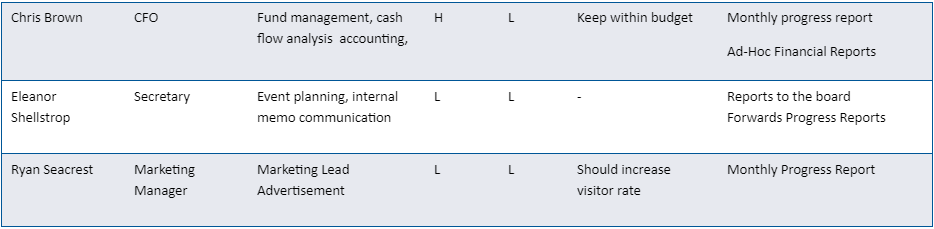 Chris Brown CFO Fund management, cash H L Keep within budget Monthly progress report
flow analysis accounting,
Ad-Hoc Financial Reports
Eleanor Secretary Event planning, internal L L - Reports to the board
Shellstrop memo communication Forwards Progress Reports
Ryan Seacrest Marketing Marketing Lead L L Should increase Monthly Progress Report
Manager Advertisement visitor rate